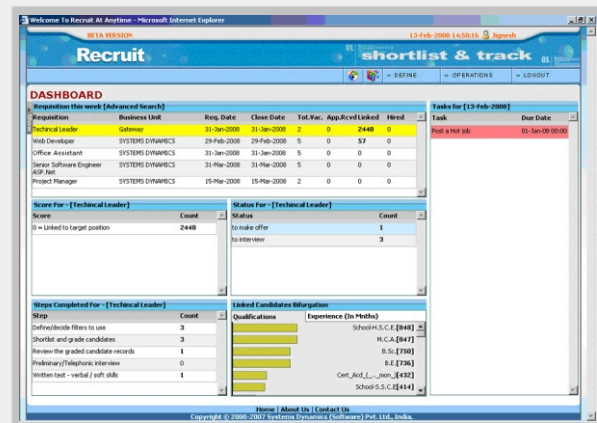 Welcome To Recruit At Anytime - Microsoft Internet Explorer
BETA VERSION
13-Feb-2008 14:58:16 Jignesh
Recruit
shortlist & track
» DEFINE » OPERATIONS » LOGOUT
DASHBOARD
Requisition this week [Advanced Search]
Requisition Business Unit Req. Date Close Date Tot.Vac. App.Rcvd Linked Hired
Techincal Leader Gateway 31-Jan-2008 31-Jan-2008 2 0 2440 0
Web Developer SYSTEMS DYNAMICS 29-Feb-2008 29-Feb-2008 5 0 57 0
Office Assistant SYSTEMS DYNAMICS 31-Jan-2008 31-Jan-2008 5 0 0 0
Senior Software Engineer ASP.Net SYSTEMS DYNAMICS 31-Mar-2008 31-Mar-2008 5 0 0 0
Project Manager SYSTEMS DYNAMICS 15-Mar-2008 15-Mar-2008 2 0 0 0
Tasks for [13-Feb-2008]
Task Due Date
Post a Hot job 01-Jan-08 00:00
Score For - [Techincal Leader]
Score Count
0 = Linked to target position 2440
Status For - [Techincal Leader]
Status Count
to make offer 1
to interview 3
Steps Completed For - [Techincal Leader]
Step Count
Define/decide filters to use 3
Shortlist and grade candidates 3
Review the graded candidate records 1
Preliminary/Telephonic interview 0
Written test - verbal / soft skills 1
Linked Candidates Bifurgation
Qualifications Experience (In Mnths)
School-H.S.C.E.[848]
M.C.A.[847]
B.Sc.[750]
B.E.[736]
Cert_Acd_(_..._mon_)[432]
School-S.S.C.E[414]
Home | About Us | Contact Us
Copyright © 2006-2007 Systems Dynamics (Software) Pvt. Ltd., India.